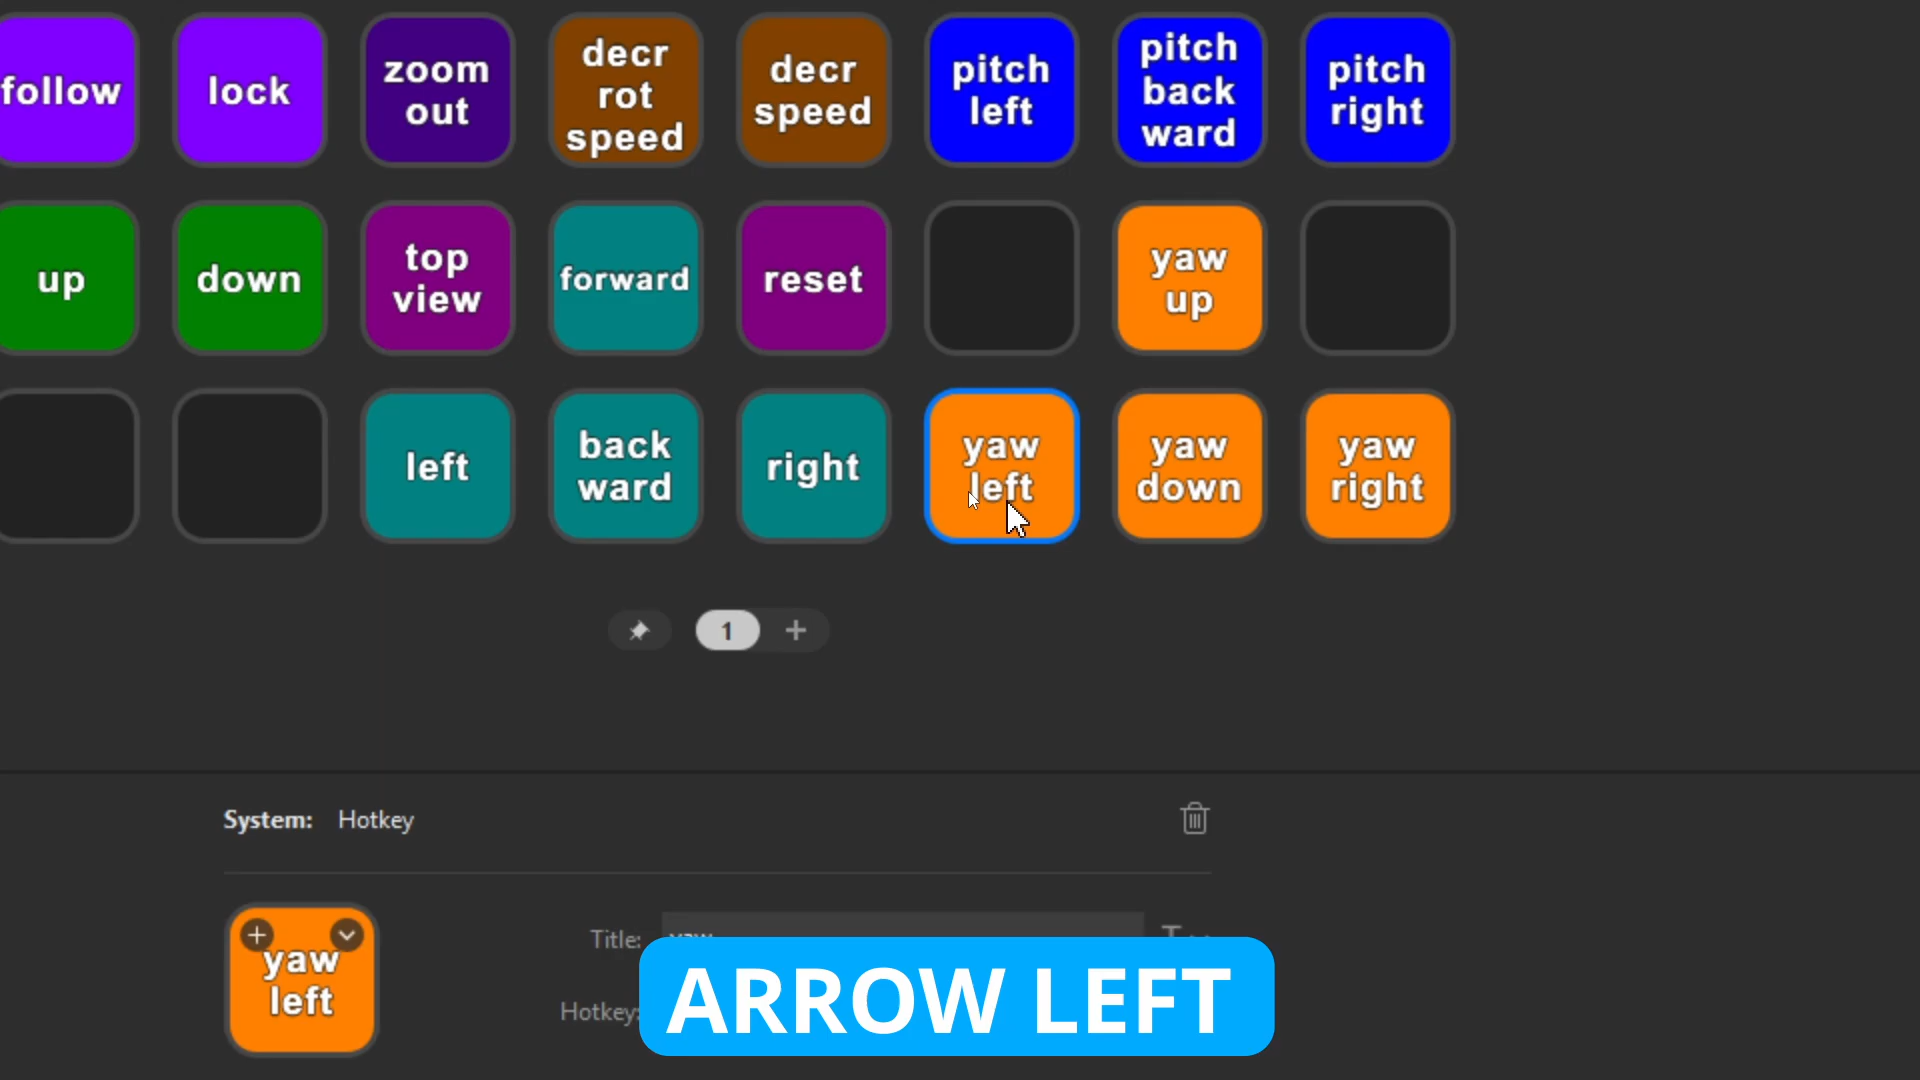 follow
lock
zoom
out
decr
rot
speed
decr
speed
pitch
left
pitch
back
ward
pitch
right
up
down
top
view
forward
reset
yaw
up
left
back
ward
right
yaw
left
yaw
down
yaw
right
1
System: Hotkey
yaw
left
Title:
Hotkey:
ARROW LEFT